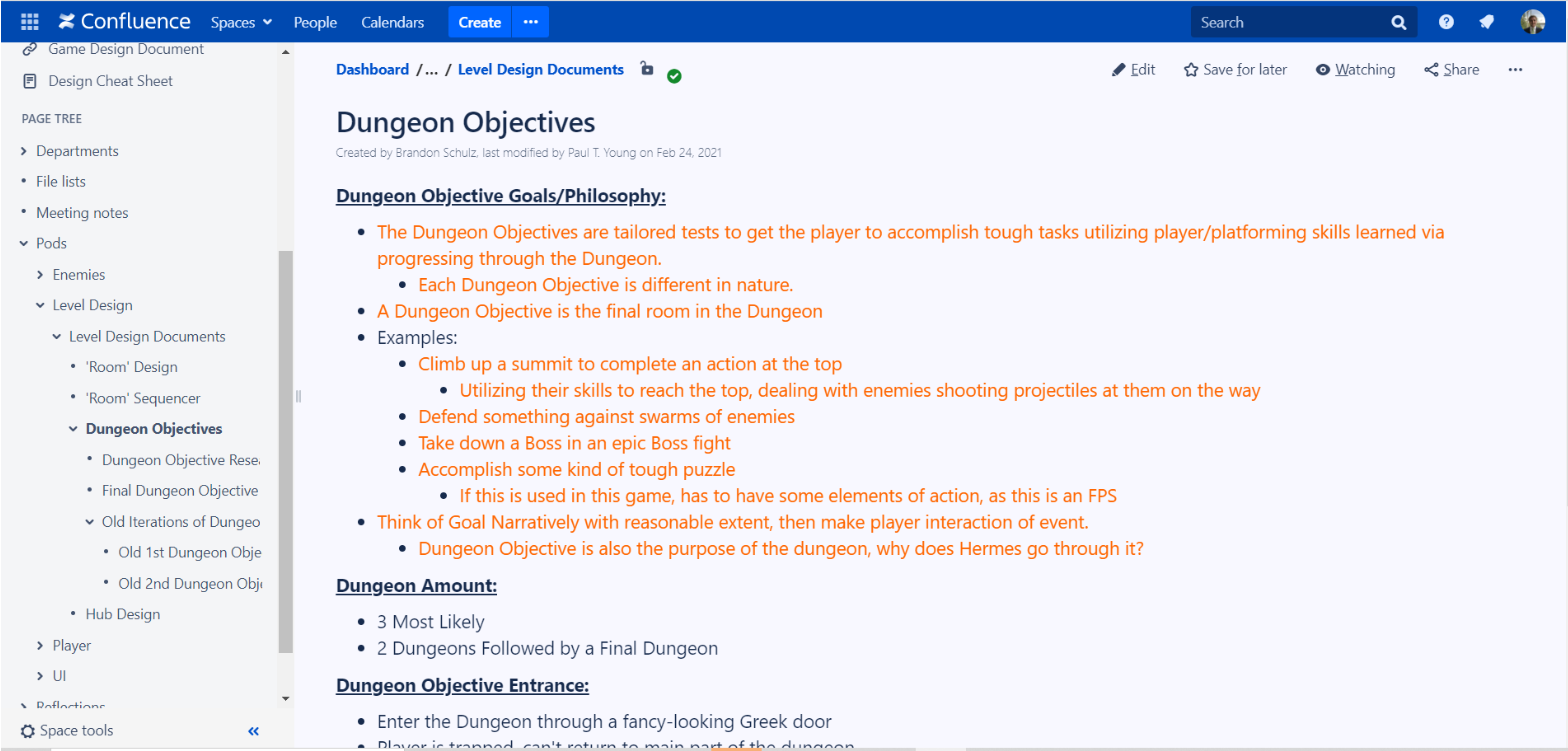 Confluence Spaces People Calendars Create ··· Search
Game Design Document
Design Cheat Sheet
PAGE TREE
Departments
File lists
Meeting notes
Pods
Enemies
Level Design
Level Design Documents
'Room' Design
'Room' Sequencer
Dungeon Objectives
Dungeon Objective Rese
Final Dungeon Objective
Old Iterations of Dungeo
Old 1st Dungeon Obje
Old 2nd Dungeon Obj
Hub Design
Player
UI
Reflections
Space tools «
Dashboard /... / Level Design Documents
Edit Save for later Watching Share ···
Dungeon Objectives
Created by Brandon Schulz, last modified by Paul T. Young on Feb 24, 2021
Dungeon Objective Goals/Philosophy:
• The Dungeon Objectives are tailored tests to get the player to accomplish tough tasks utilizing player/platforming skills learned via
progressing through the Dungeon.
• Each Dungeon Objective is different in nature.
• A Dungeon Objective is the final room in the Dungeon
• Examples:
• Climb up a summit to complete an action at the top
• Utilizing their skills to reach the top, dealing with enemies shooting projectiles at them on the way
• Defend something against swarms of enemies
• Take down a Boss in an epic Boss fight
• Accomplish some kind of tough puzzle
• If this is used in this game, has to have some elements of action, as this is an FPS
• Think of Goal Narratively with reasonable extent, then make player interaction of event.
• Dungeon Objective is also the purpose of the dungeon, why does Hermes go through it?
Dungeon Amount:
• 3 Most Likely
• 2 Dungeons Followed by a Final Dungeon
Dungeon Objective Entrance:
• Enter the Dungeon through a fancy-looking Greek door
• Player is trapped, can't return to main part of the dungeon